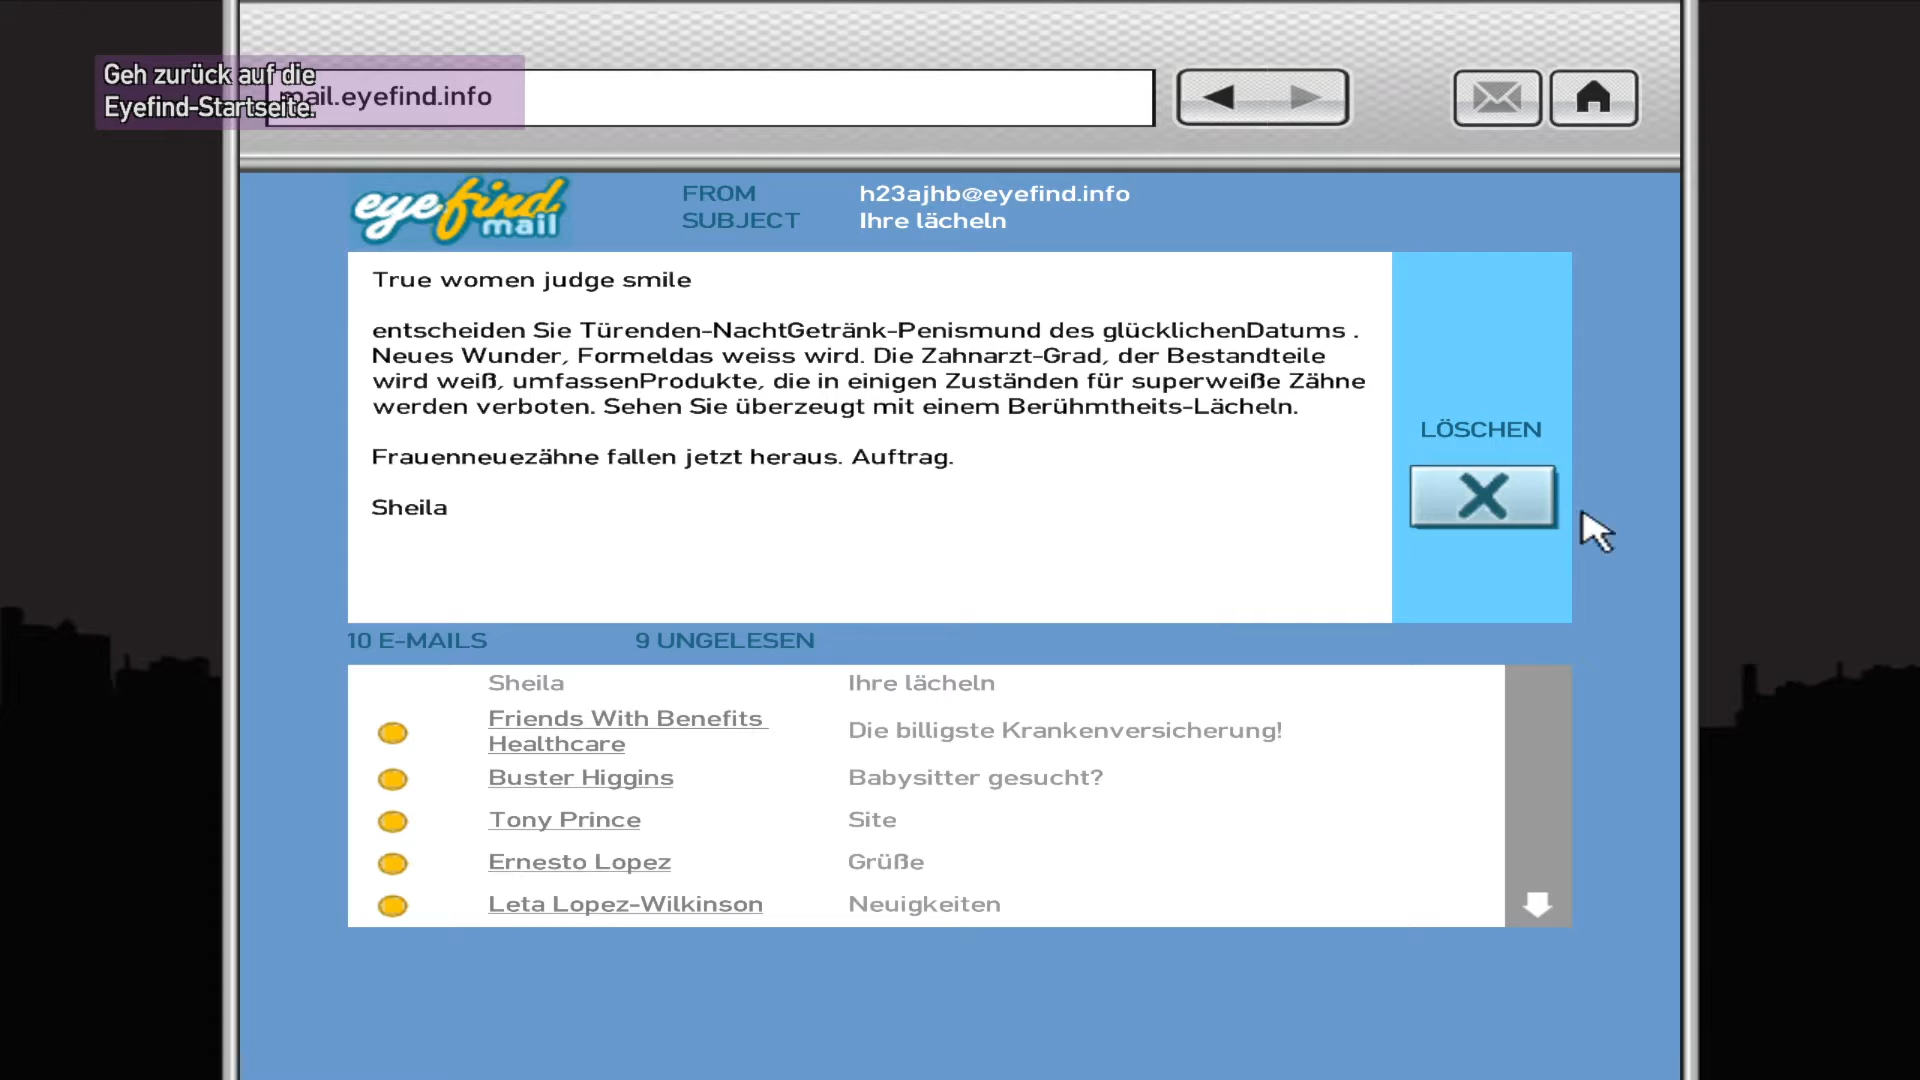 Geh zurück auf die
Eyefind-Startseite.
mail.eyefind.info
eyefind mail
FROM h23ajhb@eyefind.info
SUBJECT Ihre lächeln
True women judge smile
entscheiden Sie Türenden-NachtGetränk-Penismund des glücklichenDatums .
Neues Wunder, Formeldas weiss wird. Die Zahnarzt-Grad, der Bestandteile
wird weiß, umfassenProdukte, die in einigen Zuständen für superweiße Zähne
werden verboten. Sehen Sie überzeugt mit einem Berühmtheits-Lächeln.
Frauenneuezähne fallen jetzt heraus. Auftrag.
Sheila
LÖSCHEN
10 E-MAILS 9 UNGELESEN
Sheila Ihre lächeln
Friends With Benefits
Healthcare Die billigste Krankenversicherung!
Buster Higgins Babysitter gesucht?
Tony Prince Site
Ernesto Lopez Grüße
Leta Lopez-Wilkinson Neuigkeiten